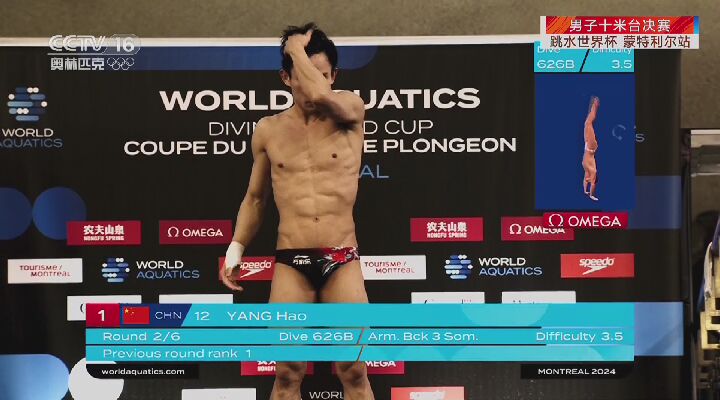 CCTV 16
奥林匹克
男子十米台决赛
跳水世界杯 蒙特利尔站
Dive Difficulty
626B 3.5
WORLD AQUATICS
COUPE DU PLONGEON
WORLD
AQUATICS
Ω OMEGA
农夫山泉
NONGFU SPRING
Ω OMEGA
农夫山泉
NONGFU SPRING
Ω OMEGA
TOURISME / MONTRÉAL
WORLD
AQUATICS
speedo
TOURISME / MONTRÉAL
WORLD
AQUATICS
speedo
1 CHN 12 YANG Hao
Round 2/6 Dive 626B / Arm. Bck 3 Som. Difficulty 3.5
Previous round rank 1
worldaquatics.com MONTREAL 2024